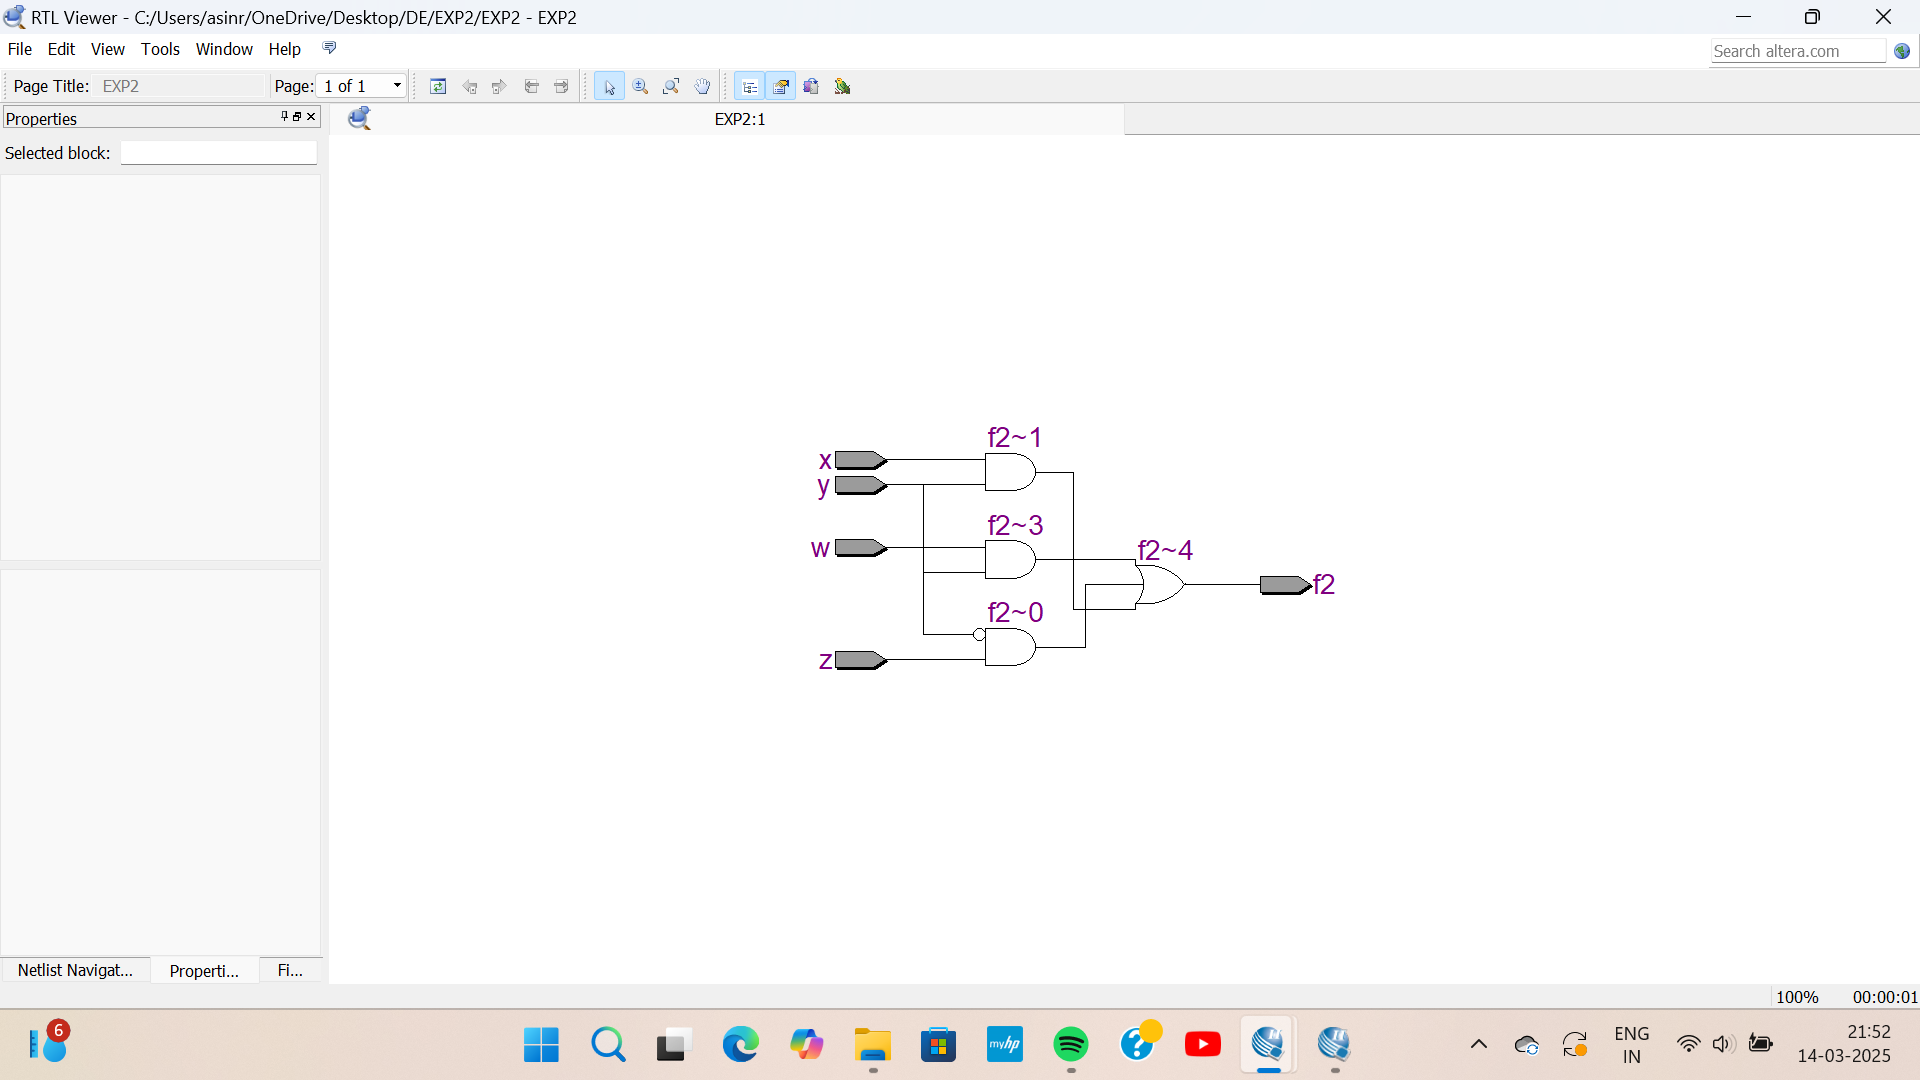 RTL Viewer - C:/Users/asinr/OneDrive/Desktop/DE/EXP2/EXP2 - EXP2
File Edit View Tools Window Help
Search altera.com
Page Title: EXP2 Page: 1 of 1
Properties
EXP2:1
Selected block:
f2~1
x
y
f2~3
w
f2~4
f2
f2~0
z
Netlist Navigat... Properti... Fi...
100% 00:00:01
6
myhp
ENG
IN
21:52
14-03-2025